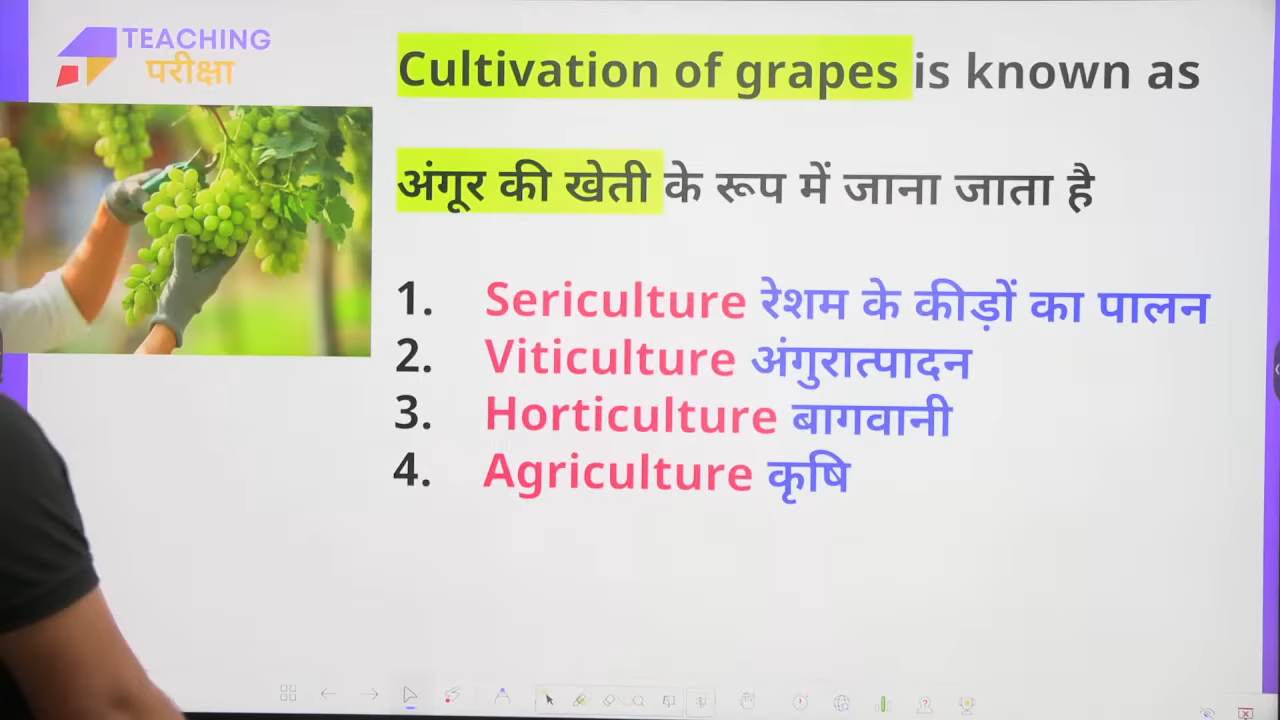 TEACHING
परीक्षा
Cultivation of grapes is known as
अंगूर की खेती के रूप में जाना जाता है
1. Sericulture रेशम के कीड़ों का पालन
2. Viticulture अंगुरात्पादन
3. Horticulture बागवानी
4. Agriculture कृषि